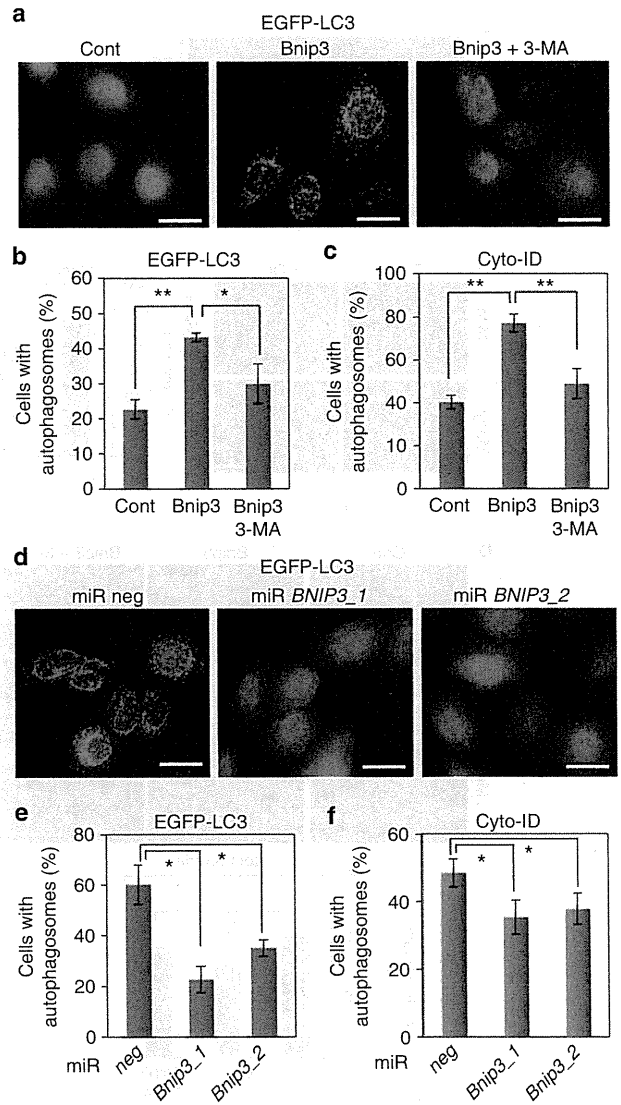 a
EGFP-LC3
Cont
Bnip3
Bnip3 + 3-MA
b
EGFP-LC3
Cells with
autophagosomes (%)
60
50
40
30
20
10
0
**
*
Cont
Bnip3
Bnip3
3-MA
c
Cyto-ID
Cells with
autophagosomes (%)
100
80
60
40
10
0
**
**
Cont
Bnip3
Bnip3
3-MA
d
EGFP-LC3
miR neg
miR BNIP3_1
miR BNIP3_2
e
EGFP-LC3
Cells with
autophagosomes (%)
80
60
40
20
0
*
*
miR
neg
Bnip3_1
Bnip3_2
f
Cyto-ID
Cells with
autophagosomes (%)
60
40
30
0
*
*
miR
neg
Bnip3_1
Bnip3_2